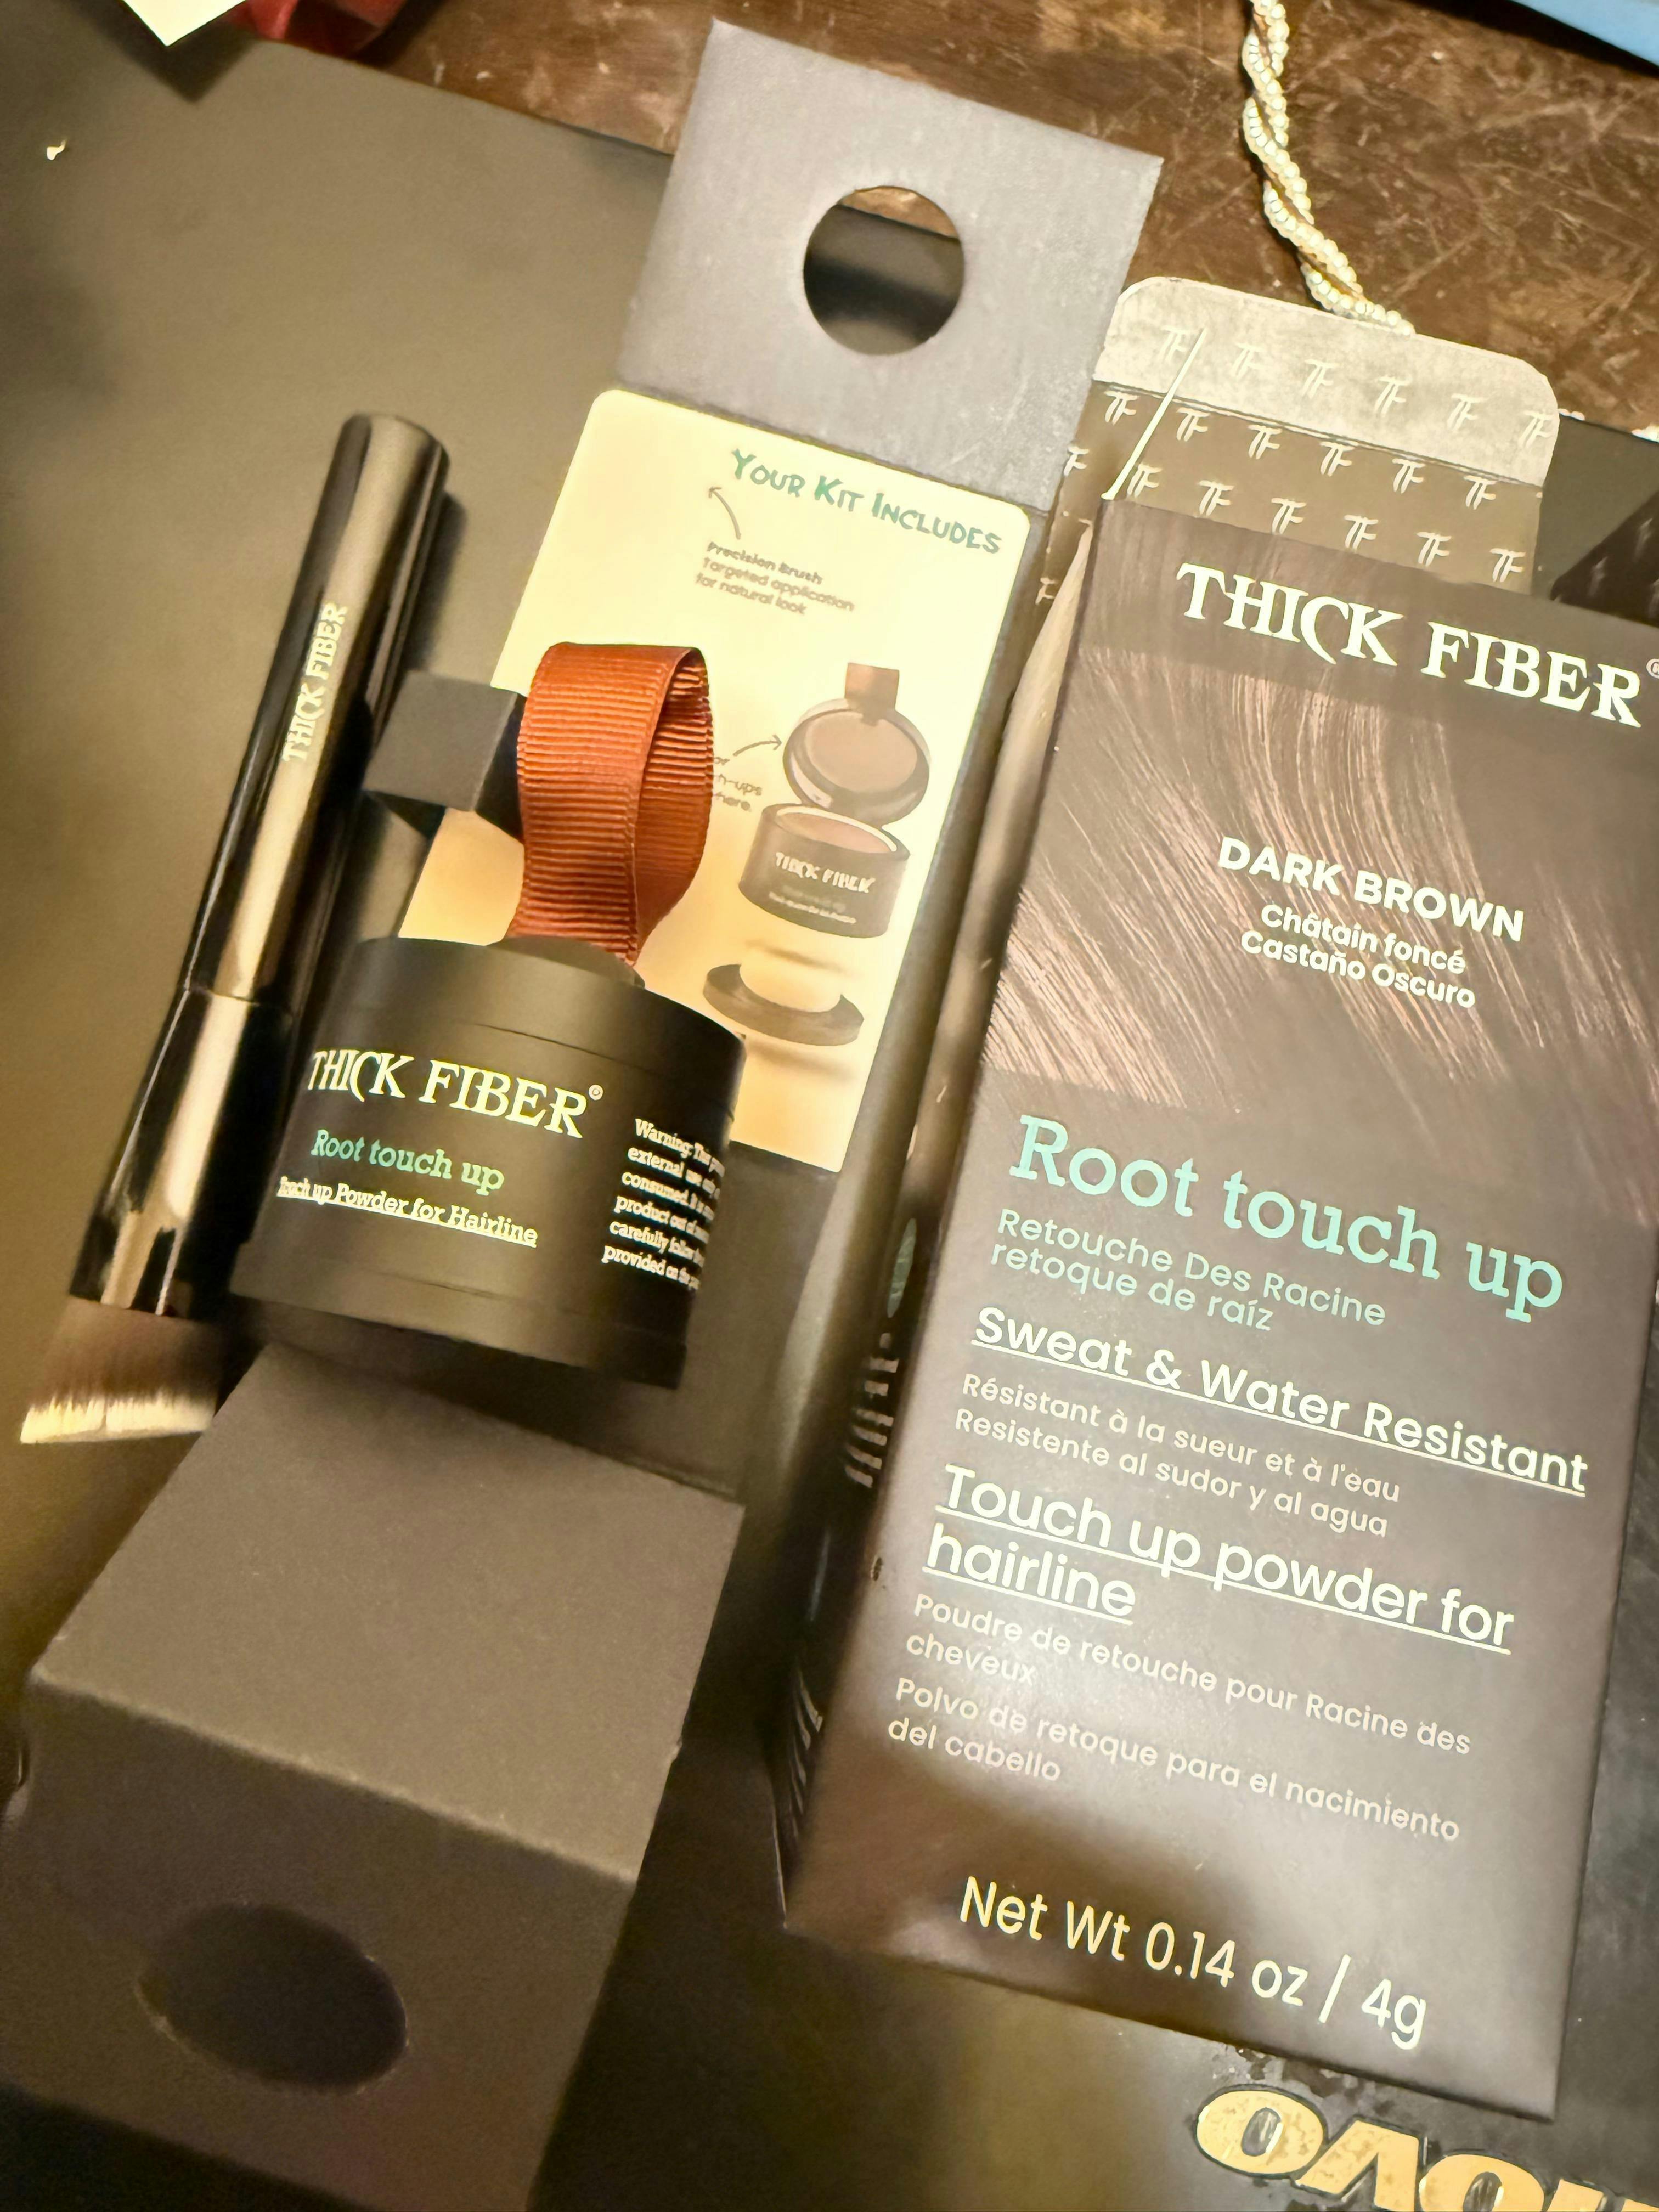 YOUR KIT INCLUDES
Precision Brush
Targeted application
for natural look
THICK FIBER
THICK FIBER
THICK FIBER®
Root touch up
Touch up Powder for Hairline
Warning: This
external use only
consumed.
product out of
carefully follow
provided on the
THICK FIBER®
DARK BROWN
Châtain foncé
Castaño Oscuro
Root touch up
Retouche Des Racine
retoque de raíz
Sweat & Water Resistant
Résistant à la sueur et à l'eau
Resistente al sudor y al agua
Touch up powder for
hairline
Poudre de retouche pour Racine des
cheveux
Polvo de retoque para el nacimiento
del cabello
Net Wt 0.14 oz / 4g